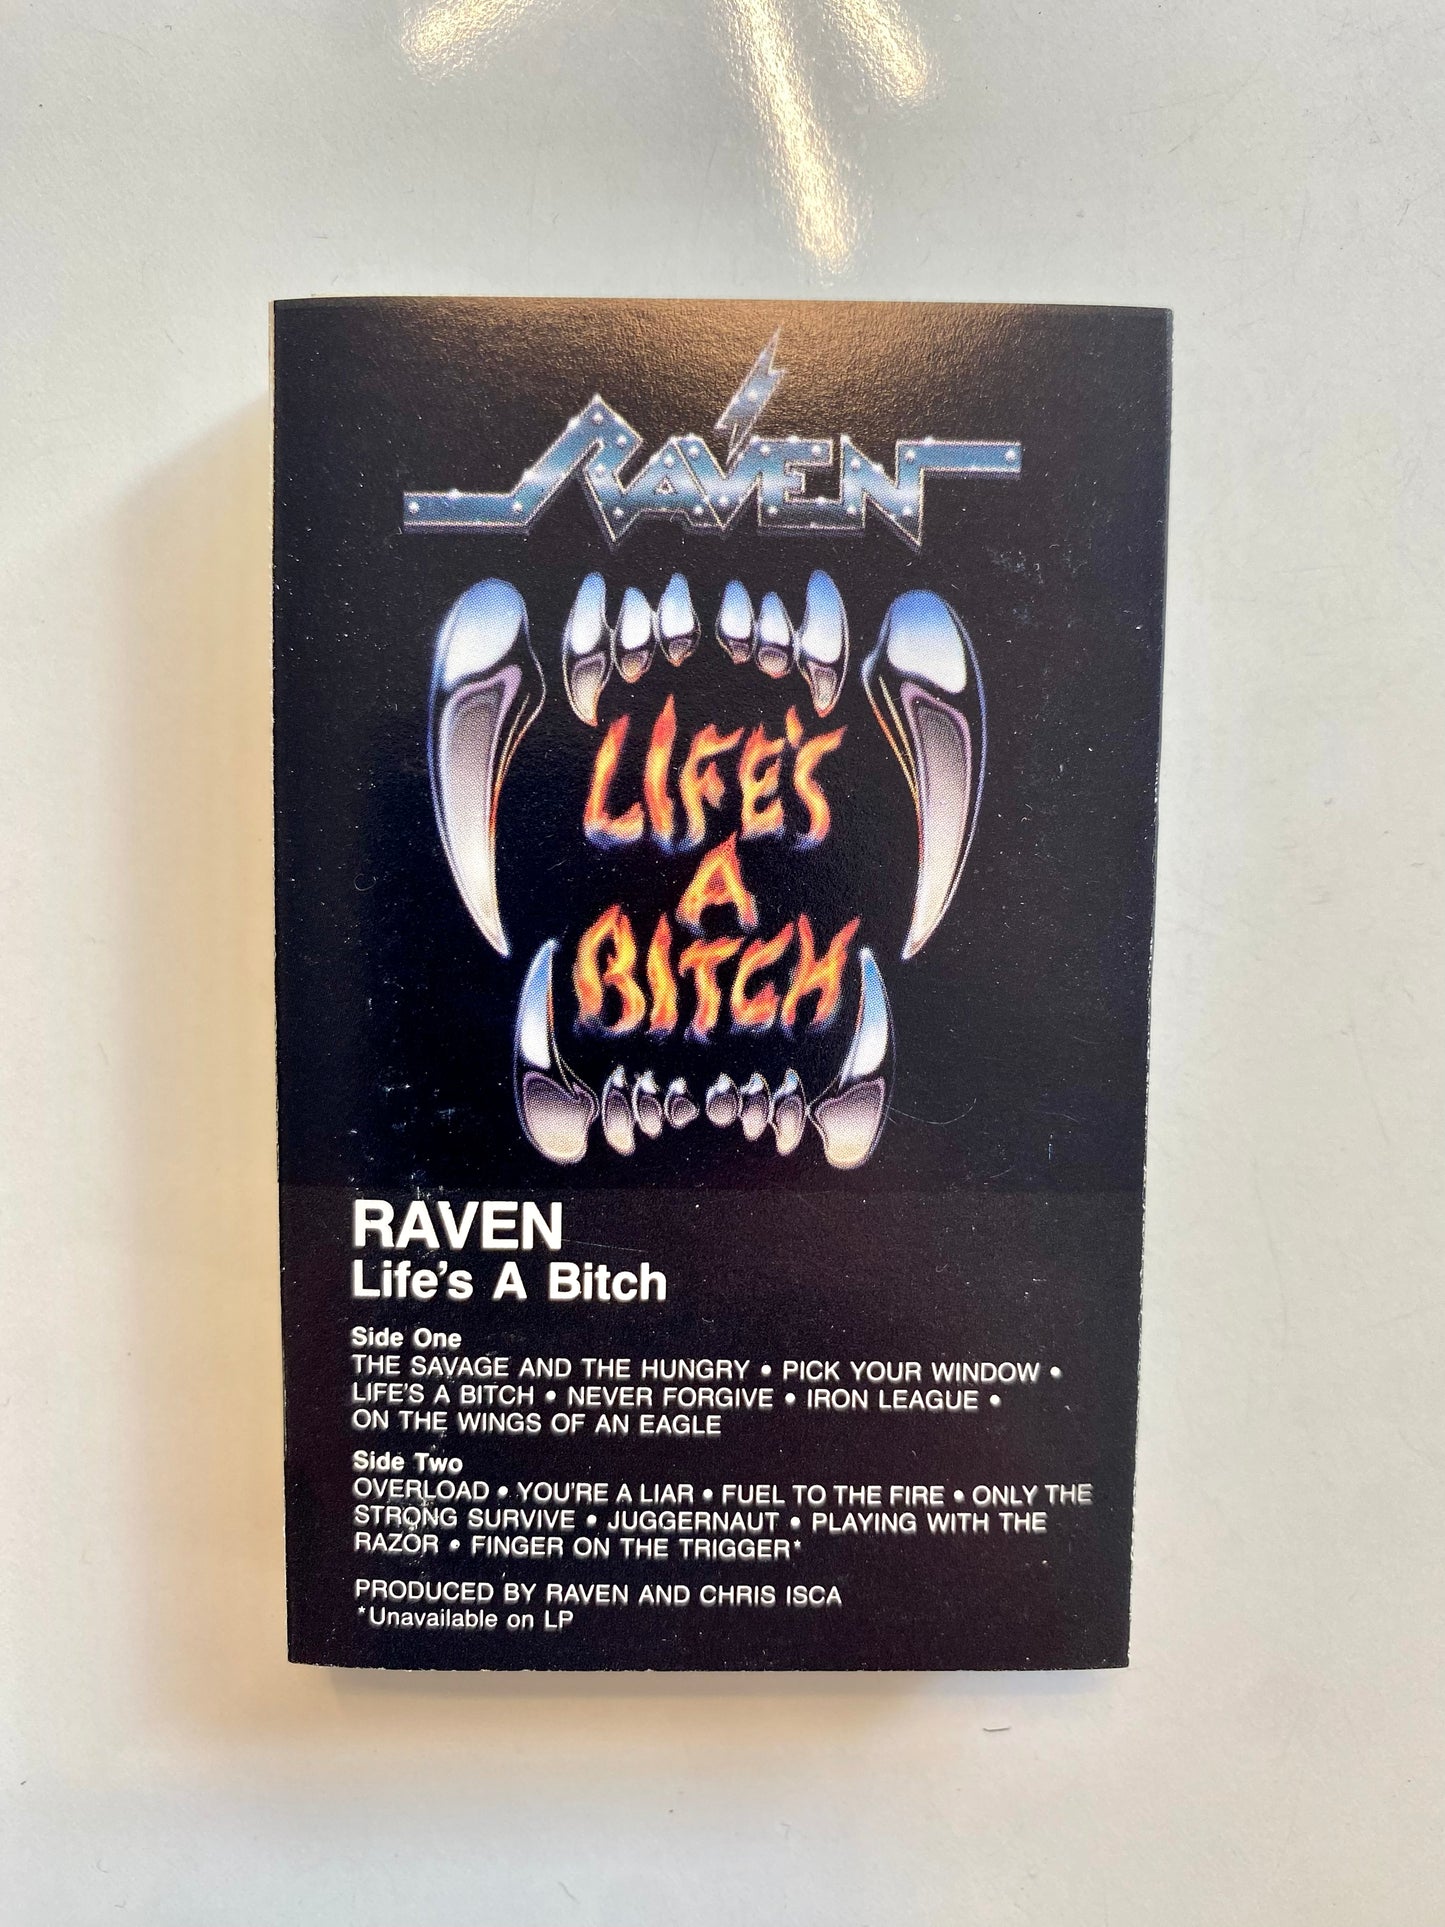 RAVEN
LIFE'S
A
BITCH
RAVEN
Life's A Bitch
Side One
THE SAVAGE AND THE HUNGRY • PICK YOUR WINDOW •
LIFE'S A BITCH • NEVER FORGIVE • IRON LEAGUE •
ON THE WINGS OF AN EAGLE
Side Two
OVERLOAD • YOU'RE A LIAR • FUEL TO THE FIRE • ONLY THE
STRONG SURVIVE • JUGGERNAUT • PLAYING WITH THE
RAZOR • FINGER ON THE TRIGGER*
PRODUCED BY RAVEN AND CHRIS ISCA
*Unavailable on LP